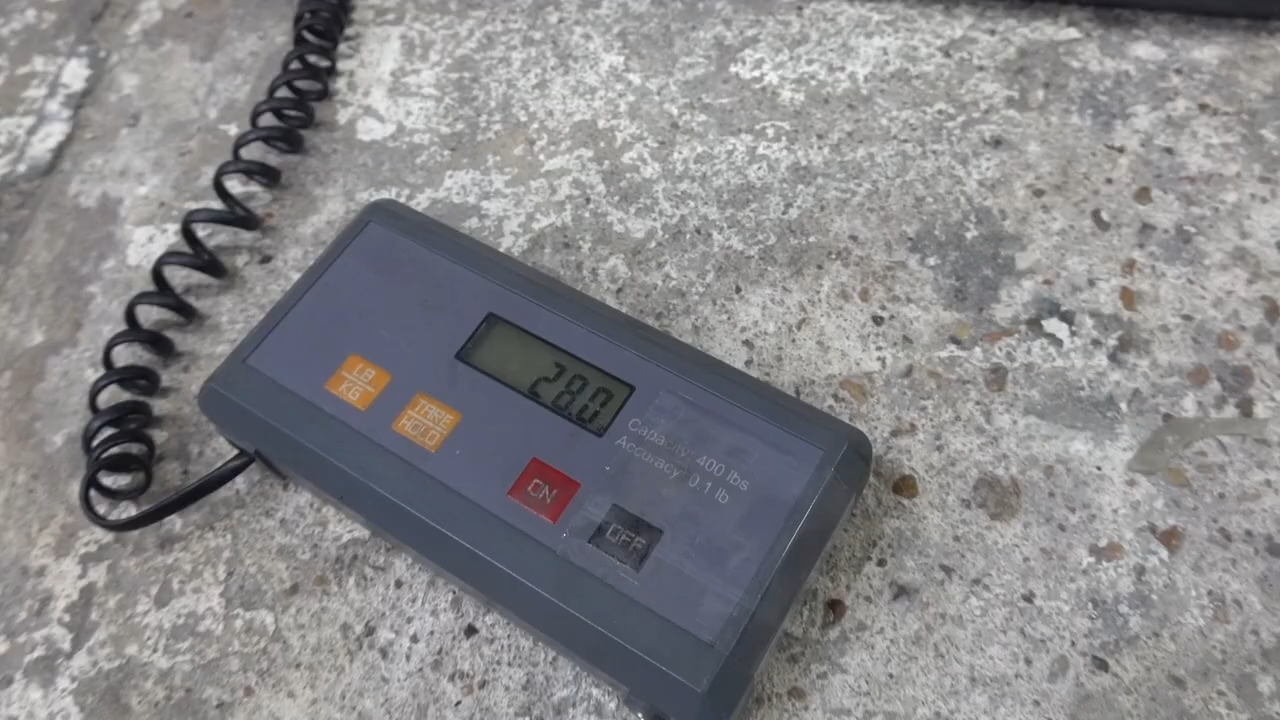 28.0
LB
KG
TARE
HOLD
Capacity: 400 lbs
Accuracy: 0.1 lb
ON
OFF